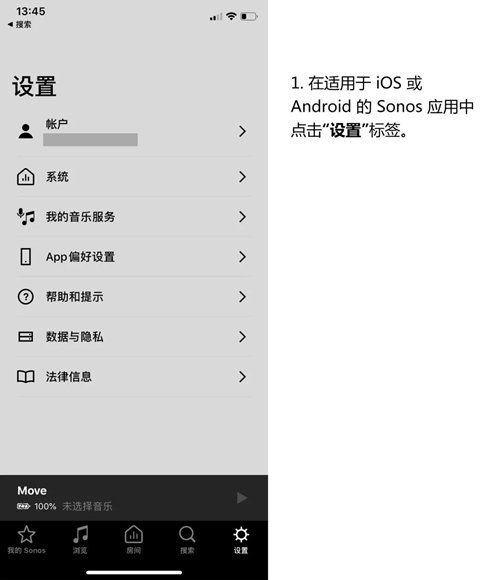 13:45
◀ 搜索
设置
帐户
系统
我的音乐服务
App偏好设置
帮助和提示
数据与隐私
法律信息
Move
100% 未选择音乐
我的 Sonos
浏览
房间
搜索
设置
1. 在适用于 iOS 或
Android 的 Sonos 应用中
点击“设置”标签。